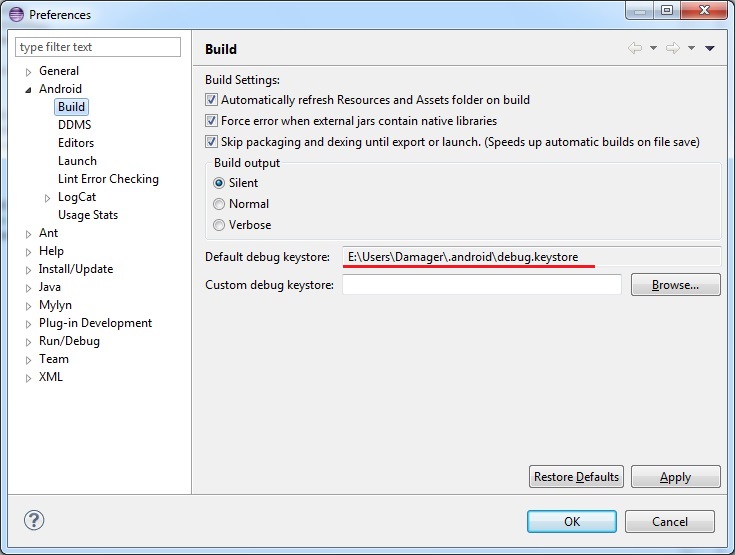 Preferences
type filter text
General
Android
Build
DDMS
Editors
Launch
Lint Error Checking
LogCat
Usage Stats
Ant
Help
Install/Update
Java
Mylyn
Plug-in Development
Run/Debug
Team
XML
Build
Build Settings:
Automatically refresh Resources and Assets folder on build
Force error when external jars contain native libraries
Skip packaging and dexing until export or launch. (Speeds up automatic builds on file save)
Build output
Silent
Normal
Verbose
Default debug keystore: E:\Users\Damager\.android\debug.keystore
Custom debug keystore: Browse...
Restore Defaults Apply
? OK Cancel